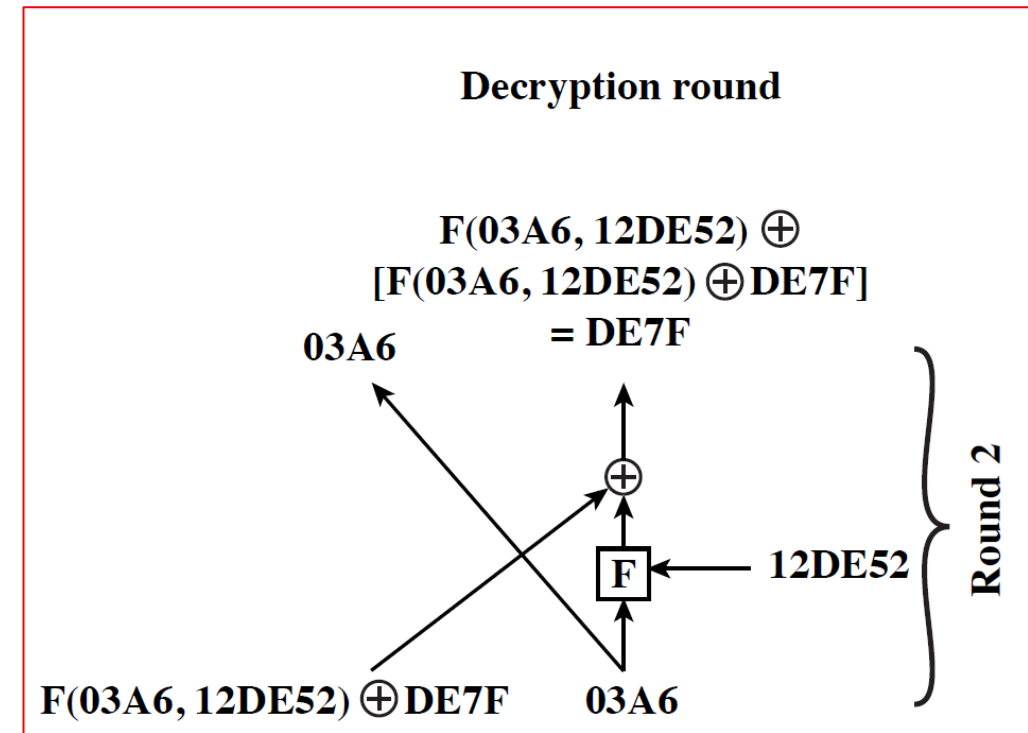 Decryption round
F(03A6, 12DE52) ⊕
[F(03A6, 12DE52) ⊕ DE7F]
= DE7F
03A6
F
12DE52
Round 2
F(03A6, 12DE52) ⊕ DE7F
03A6